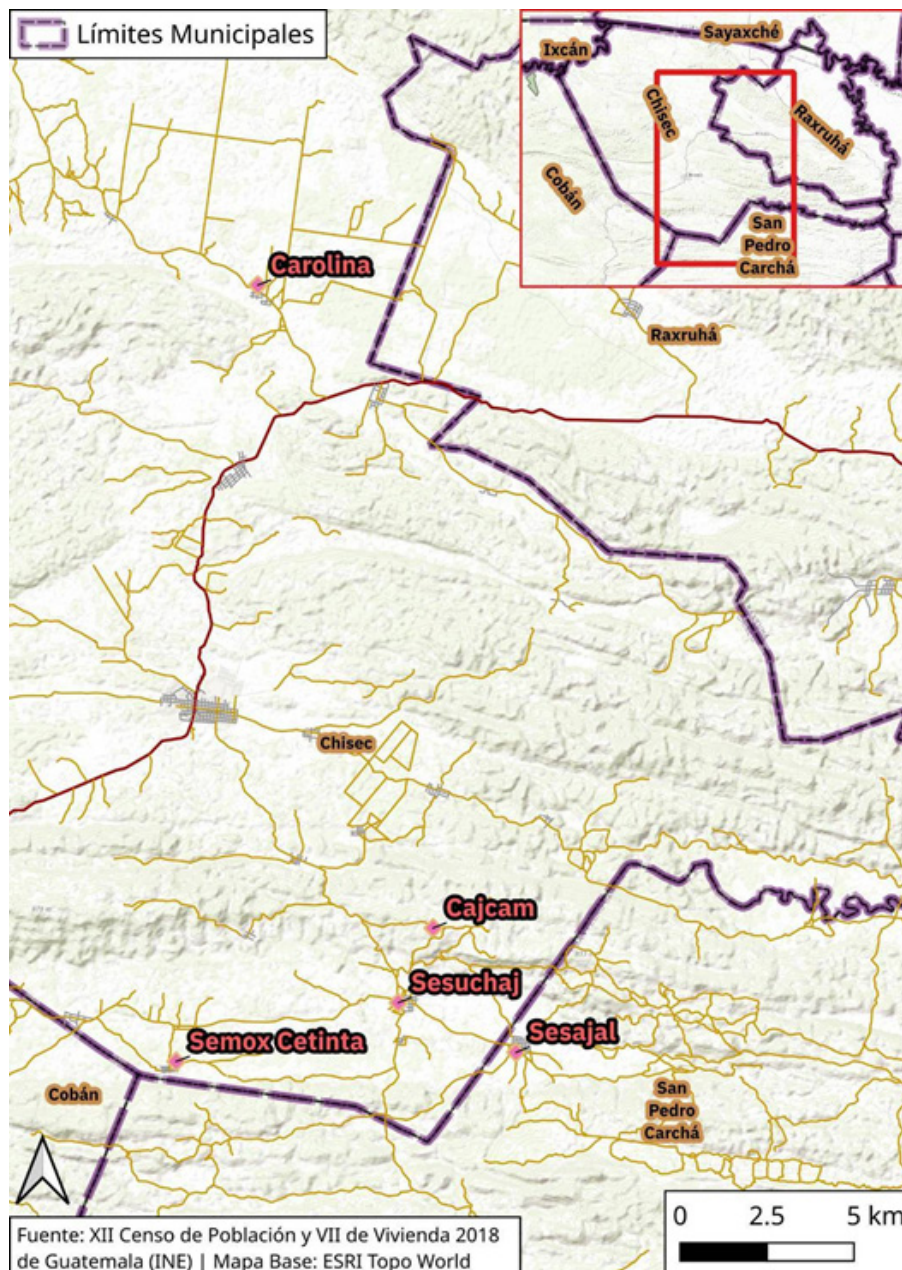 Límites Municipales
Ixcán
Sayaxché
Chisec
Raxruhá
Cobán
San
Pedro
Carchá
Carolina
Raxruhá
Chisec
Cajcam
Sesuchaj
Semox Cetinta
Sesajal
Cobán
San
Pedro
Carchá
0 2.5 5 km
Fuente: XII Censo de Población y VII de Vivienda 2018
de Guatemala (INE) | Mapa Base: ESRI Topo World